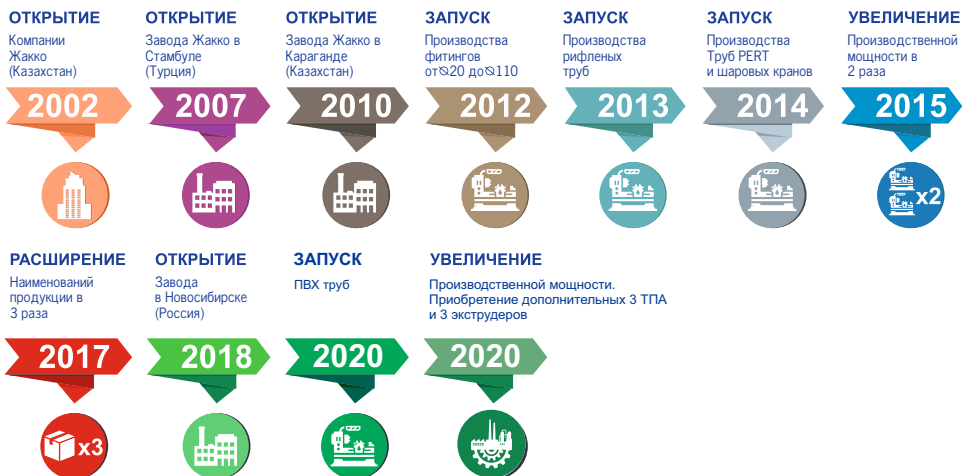 ОТКРЫТИЕ
Компании
Жакко
(Казахстан)
2002
ОТКРЫТИЕ
Завода Жакко в
Стамбуле
(Турция)
2007
ОТКРЫТИЕ
Завода Жакко в
Караганде
(Казахстан)
2010
ЗАПУСК
Производства
фитингов
от⦰20 до⦰110
2012
ЗАПУСК
Производства
рифленых
труб
2013
ЗАПУСК
Производства
Труб PERT
и шаровых кранов
2014
УВЕЛИЧЕНИЕ
Производственной
мощности в
2 раза
2015
x2
РАСШИРЕНИЕ
Наименований
продукции в
3 раза
2017
x3
ОТКРЫТИЕ
Завода
в Новосибирске
(Россия)
2018
ЗАПУСК
ПВХ труб
2020
УВЕЛИЧЕНИЕ
Производственной мощности.
Приобретение дополнительных 3 ТПА
и 3 экструдеров
2020